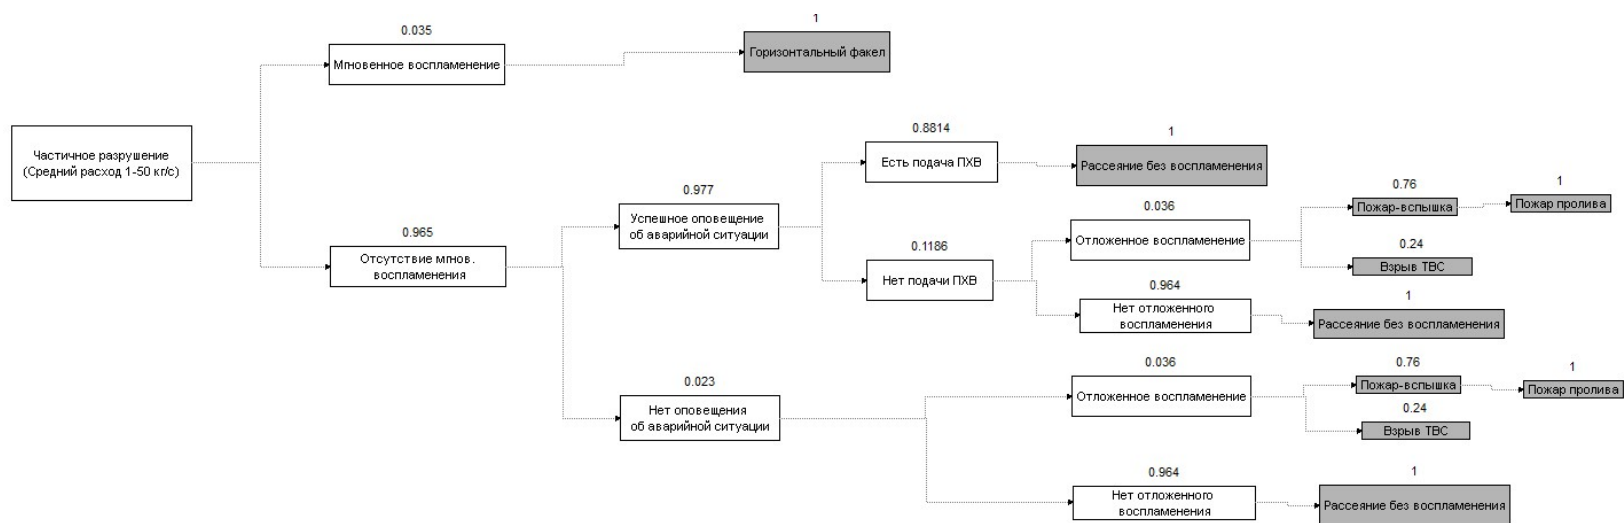 1
0.035
Мгновенное воспламенение
Горизонтальный факел
Частичное разрушение
(Средний расход 1-50 кг/с)
0.8814
Есть подача ПХВ
1
Рассеяние без воспламенения
0.977
Успешное оповещение
об аварийной ситуации
0.965
Отсутствие мгнов.
воспламенения
0.1186
Нет подачи ПХВ
0.036
Отложенное воспламенение
0.76
Пожар-вспышка
1
Пожар пролива
0.24
Взрыв ТВС
0.964
Нет отложенного
воспламенения
1
Рассеяние без воспламенения
0.023
Нет оповещения
об аварийной ситуации
0.036
Отложенное воспламенение
0.76
Пожар-вспышка
1
Пожар пролива
0.24
Взрыв ТВС
0.964
Нет отложенного
воспламенения
1
Рассеяние без воспламенения